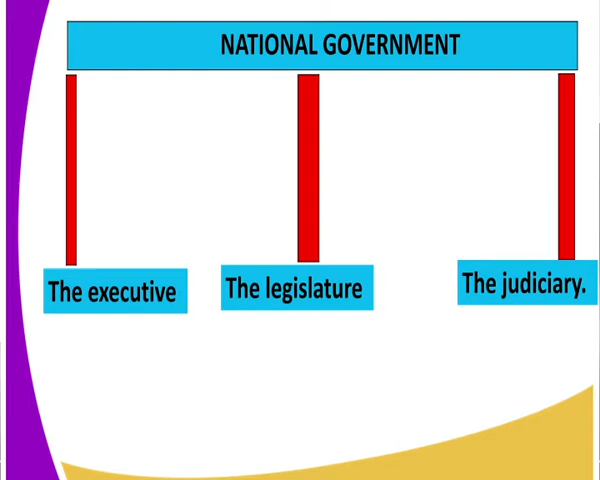 NATIONAL GOVERNMENT
The executive
The legislature
The judiciary.